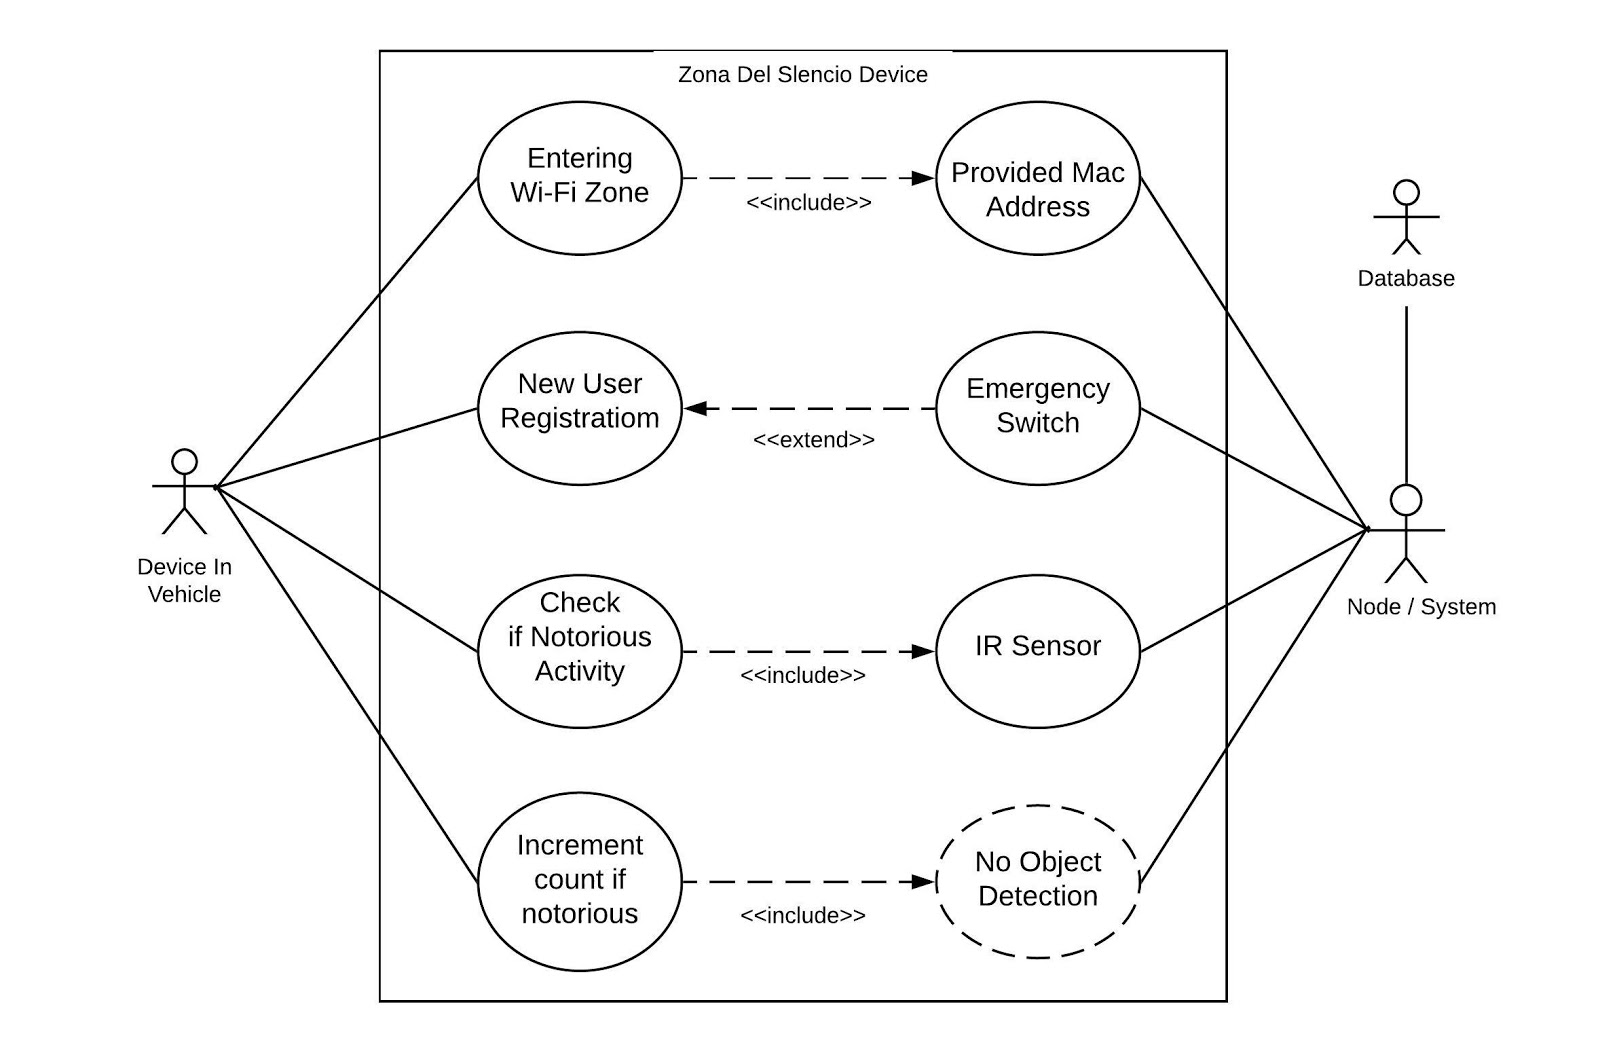 Zona Del Slencio Device
Entering
Wi-Fi Zone
<<include>>
Provided Mac
Address
Database
New User
Registratiom
<<extend>>
Emergency
Switch
Device In
Vehicle
Node / System
Check
if Notorious
Activity
<<include>>
IR Sensor
Increment
count if
notorious
<<include>>
No Object
Detection